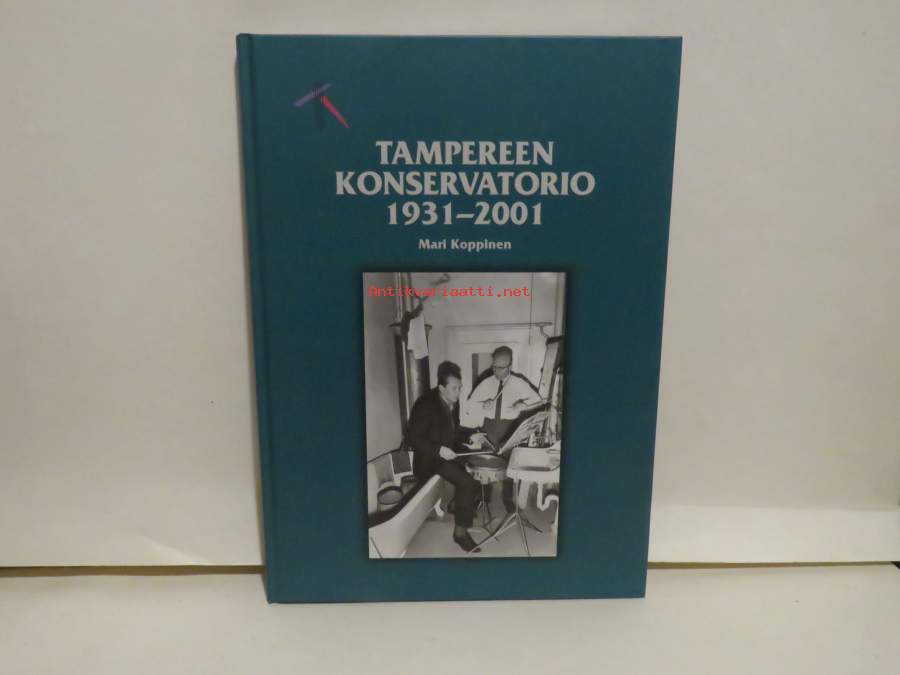 TAMPEREEN
KONSERVATORIO
1931–2001
Mari Koppinen
Antikvariaatti.net